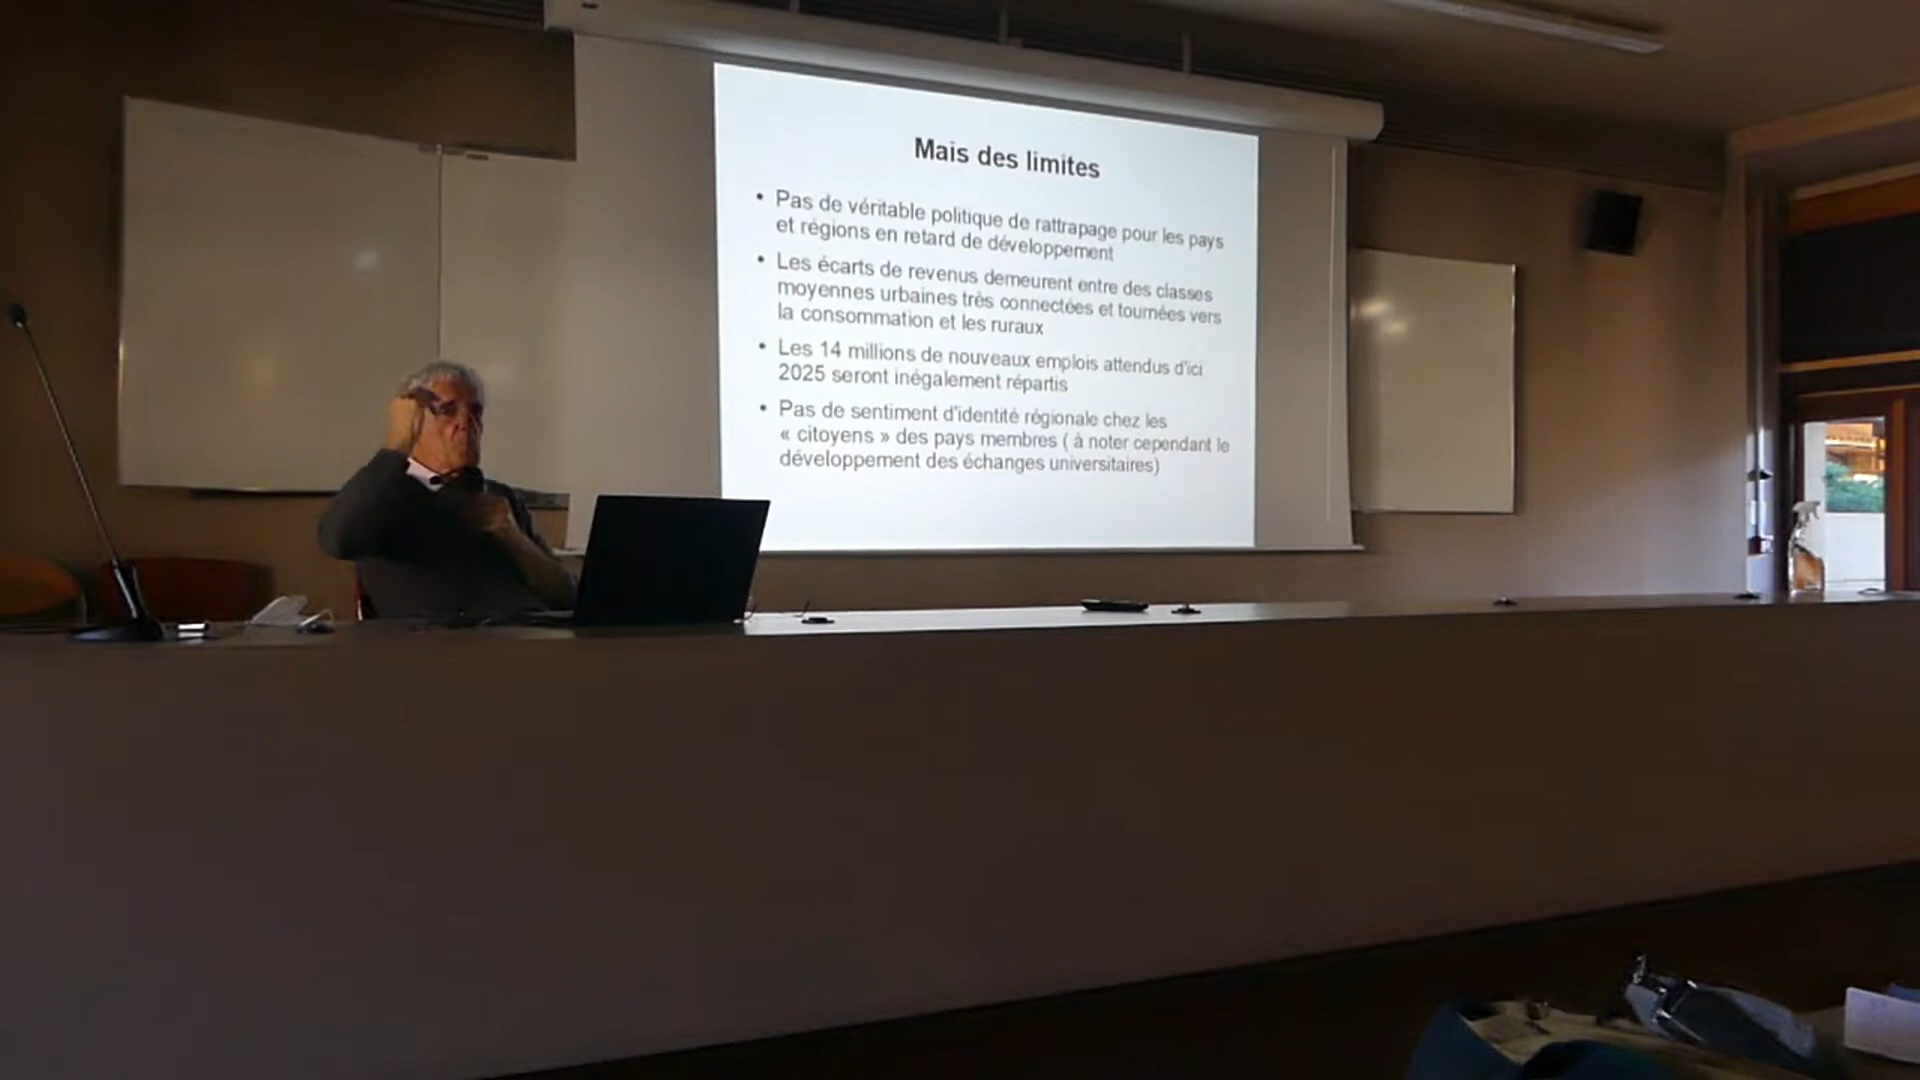 Mais des limites
• Pas de véritable politique de rattrapage pour les pays
et régions en retard de développement
• Les écarts de revenus demeurent entre des classes
moyennes urbaines très connectées et tournées vers
la consommation et les ruraux
• Les 14 millions de nouveaux emplois attendus d'ici
2025 seront inégalement répartis
• Pas de sentiment d'identité régionale chez les
« citoyens » des pays membres ( à noter cependant le
développement des échanges universitaires)